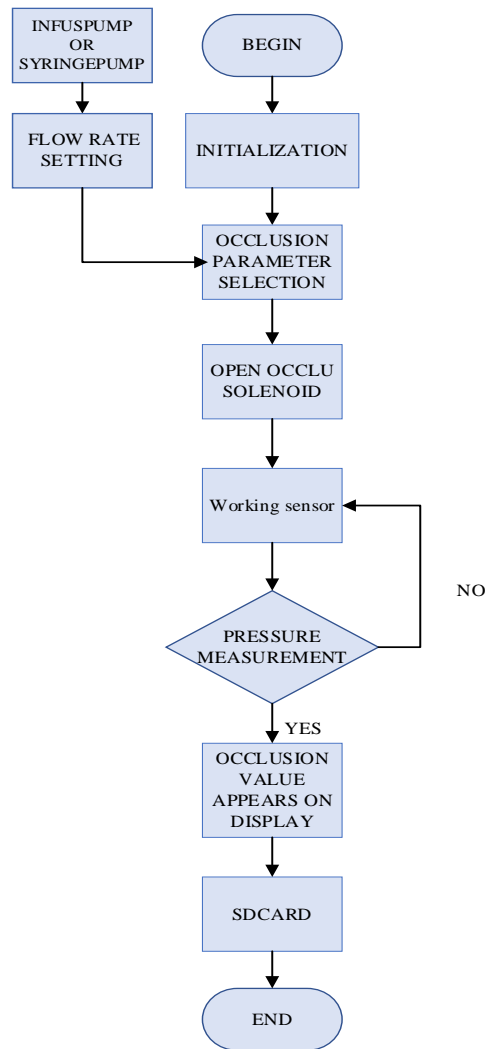 INFUSPUMP
OR
SYRINGEPUMP
FLOW RATE
SETTING
BEGIN
INITIALIZATION
OCCLUSION
PARAMETER
SELECTION
OPEN OCCLU
SOLENOID
Working sensor
NO
PRESSURE
MEASUREMENT
YES
OCCLUSION
VALUE
APPEARS ON
DISPLAY
SDCARD
END